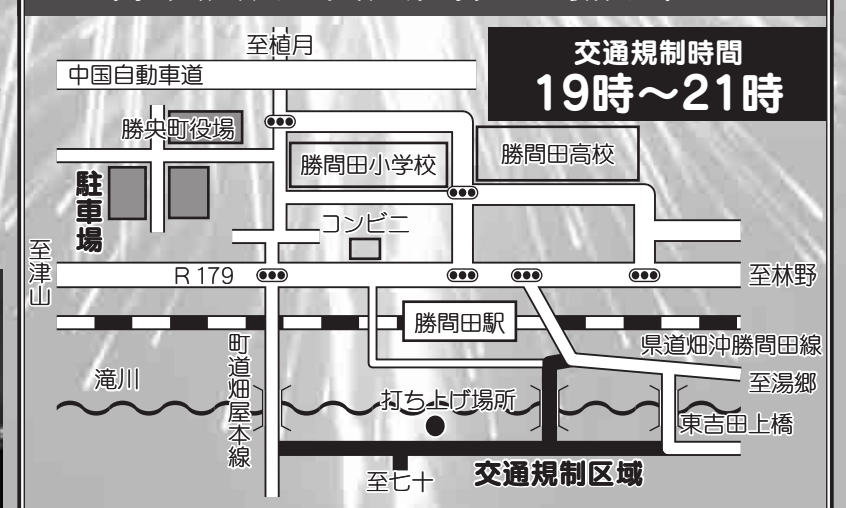 至植月
交通規制時間
19時～21時
中国自動車道
勝央町役場
勝間田小学校
勝間田高校
駐車場
コンビニ
至津山
R 179
至林野
勝間田駅
町道畑屋本線
県道畑沖勝間田線
滝川
至湯郷
打ち上げ場所
東吉田上橋
至七十
交通規制区域